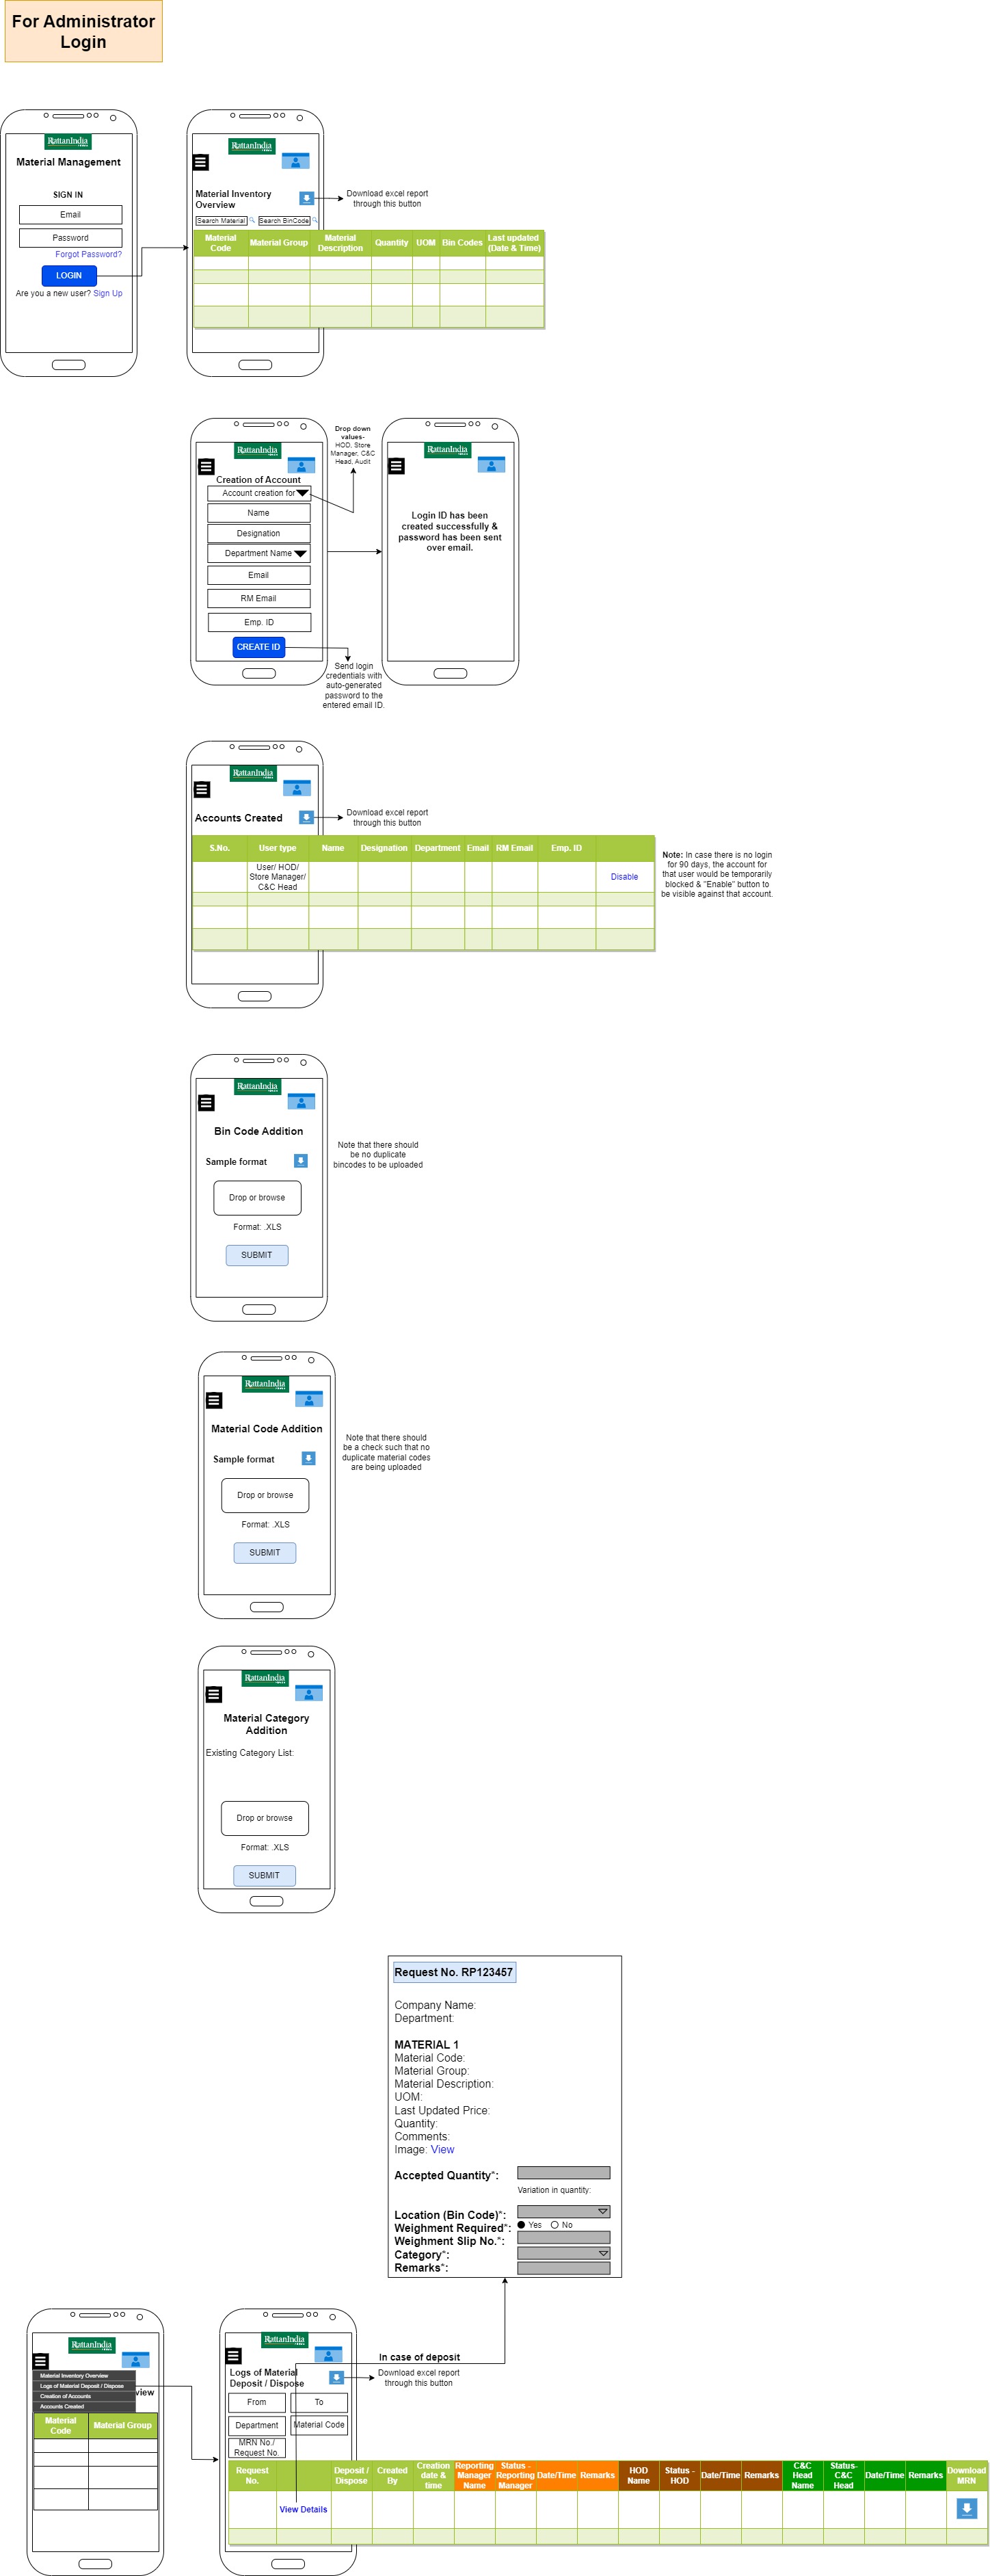 For Administrator
Login
RattanIndia
Material Management
SIGN IN
Email
Password
Forgot Password?
LOGIN
Are you a new user? Sign Up
RattanIndia
Material Inventory
Overview
Download excel report
through this button
Search Material
Search BinCode
Material
Code
Material Group
Material
Description
Quantity
UOM
Bin Codes
Last updated
(Date & Time)
RattanIndia
Creation of Account
Account creation for
Name
Designation
Department Name
Email
RM Email
Emp. ID
CREATE ID
Drop down
values-
HOD, Store
Manager, C&C
Head, Audit
Send login
credentials with
auto-generated
password to the
entered email ID.
RattanIndia
Login ID has been
created successfully &
password has been sent
over email.
RattanIndia
Accounts Created
Download excel report
through this button
S.No.
User type
Name
Designation
Department
Email
RM Email
Emp. ID
User/ HOD/
Store Manager/
C&C Head
Disable
Note: In case there is no login
for 90 days, the account for
that user would be temporarily
blocked & "Enable" button to
be visible against that account.
RattanIndia
Bin Code Addition
Sample format
Drop or browse
Format: .XLS
SUBMIT
Note that there should
be no duplicate
bincodes to be uploaded
RattanIndia
Material Code Addition
Sample format
Drop or browse
Format: .XLS
SUBMIT
Note that there should
be a check such that no
duplicate material codes
are being uploaded
RattanIndia
Material Category
Addition
Existing Category List:
Drop or browse
Format: .XLS
SUBMIT
Request No. RP123457
Company Name:
Department:
MATERIAL 1
Material Code:
Material Group:
Material Description:
UOM:
Last Updated Price:
Quantity:
Comments:
Image: View
Accepted Quantity*:
Variation in quantity:
Location (Bin Code)*:
Weighment Required*:
Yes
No
Weighment Slip No.*:
Category*:
Remarks*:
RattanIndia
Material Inventory Overview
Logs of Material Deposit / Dispose
Creation of Accounts
Accounts Created
view
Material
Code
Material Group
RattanIndia
Logs of Material
Deposit / Dispose
In case of deposit
Download excel report
through this button
From
To
Department
Material Code
MRN No./
Request No.
Request
No.
Deposit /
Dispose
Created
By
Creation
date &
time
Reporting
Manager
Name
Status -
Reporting
Manager
Date/Time
Remarks
HOD
Name
Status -
HOD
Date/Time
Remarks
C&C
Head
Name
Status-
C&C
Head
Date/Time
Remarks
Download
MRN
View Details